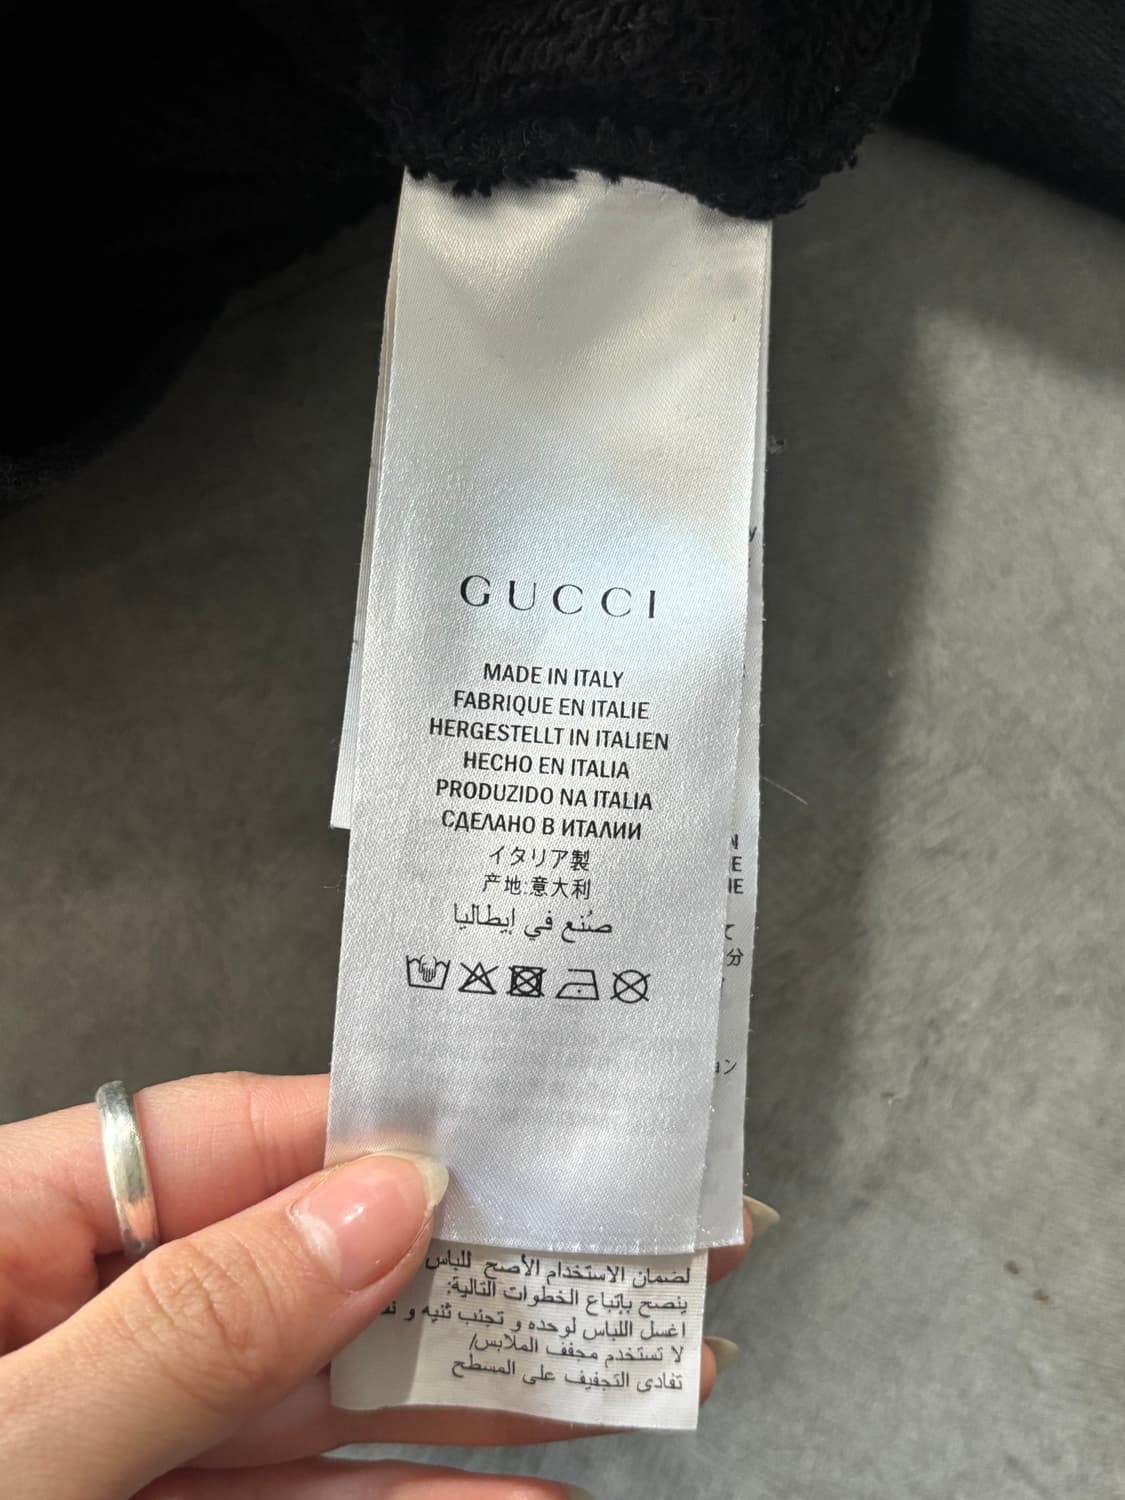 GUCCI
MADE IN ITALY
FABRIQUE EN ITALIE
HERGESTELLT IN ITALIEN
HECHO EN ITALIA
PRODUZIDO NA ITALIA
СДЕЛАНО В ИТАЛИИ
イタリア製
产地:意大利
صُنع في إيطاليا
لضمان الاستخدام الأصح للباس
ينصح بإتباع الخطوات التالية:
اغسل اللباس لوحده و تجنب ثنيه و
لا تستخدم مجفف الملابس/
تفادى التجفيف على المسطح